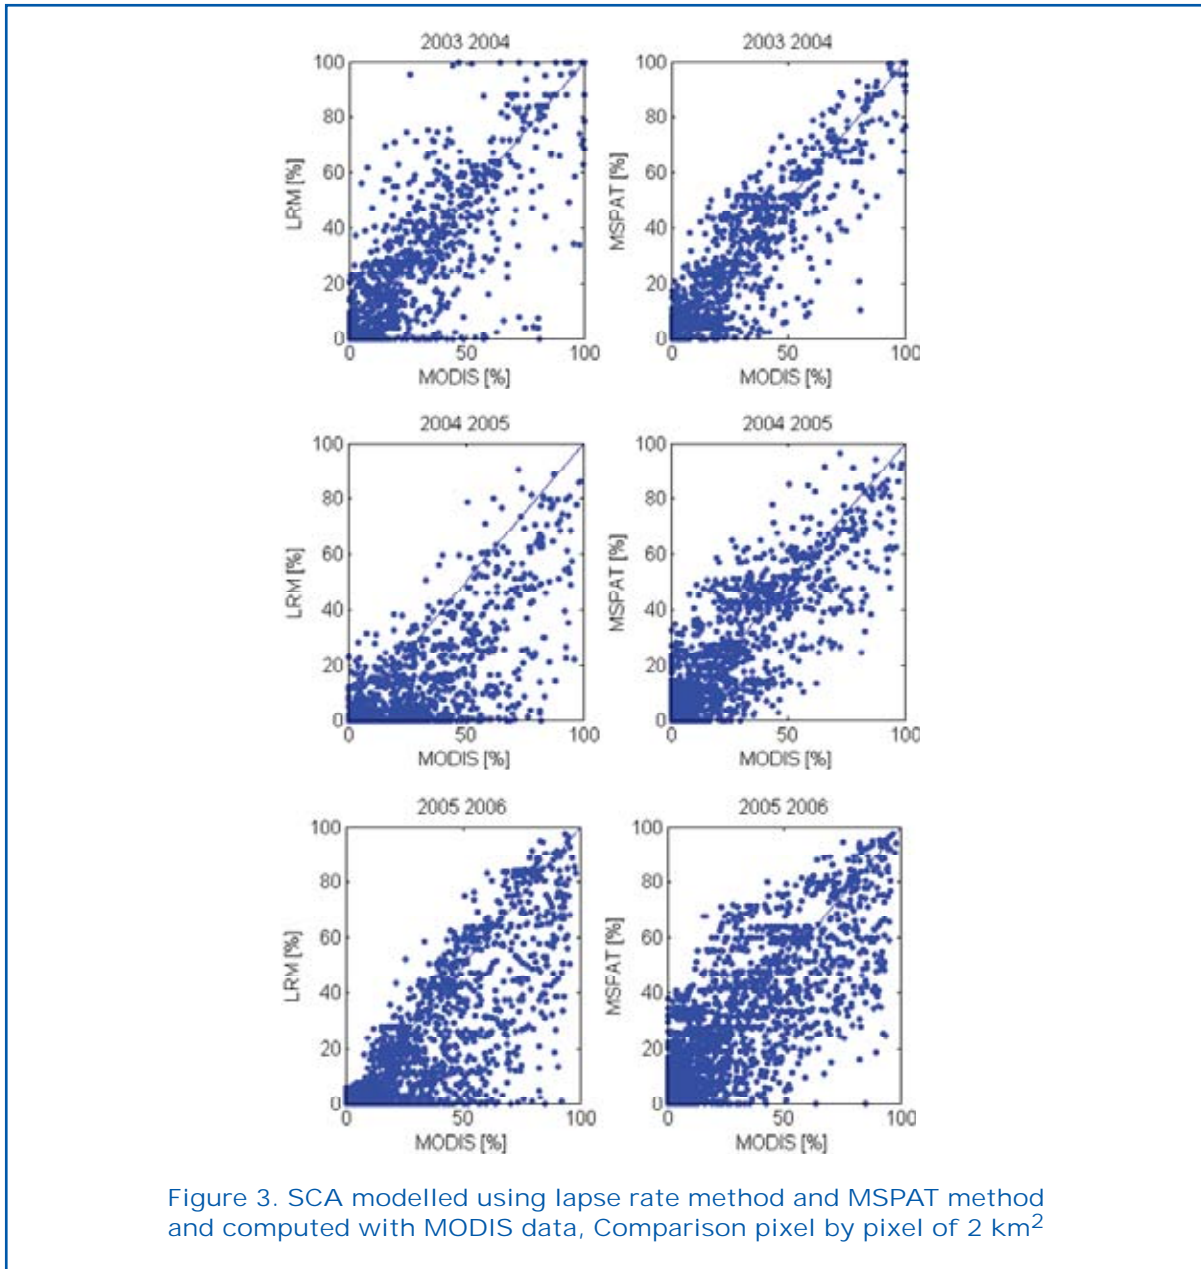 2003 2004
100
80
60
40
20
0
LRM [%]
0 50 100
MODIS [%]
2003 2004
100
80
60
40
20
0
MSPAT [%]
0 50 100
MODIS [%]
2004 2005
100
80
60
40
20
0
LRM [%]
0 50 100
MODIS [%]
2004 2005
100
80
60
40
20
0
MSPAT [%]
0 50 100
MODIS [%]
2005 2006
100
80
60
40
20
0
LRM [%]
0 50 100
MODIS [%]
2005 2006
100
80
60
40
20
0
MSPAT [%]
0 50 100
MODIS [%]
Figure 3. SCA modelled using lapse rate method and MSPAT method
and computed with MODIS data, Comparison pixel by pixel of 2 km²